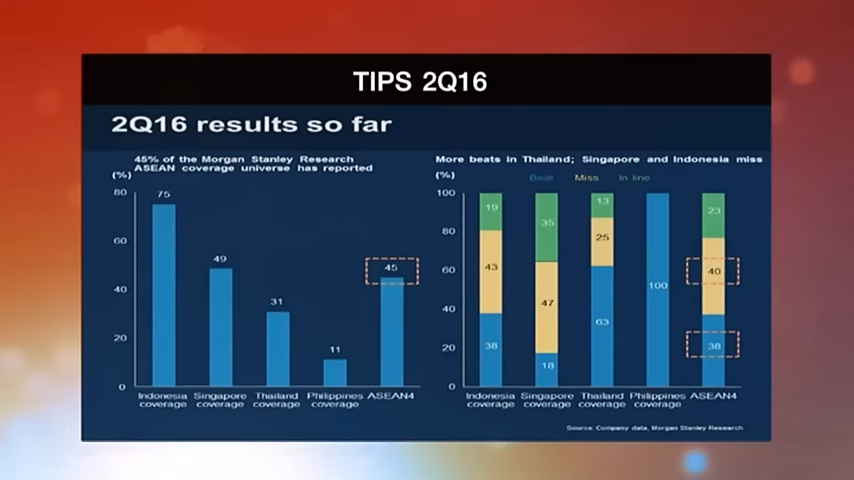 TIPS 2Q16
2Q16 results so far
45% of the Morgan Stanley Research
ASEAN coverage universe has reported
(%)
80
60
40
20
0
75
49
31
11
45
Indonesia coverage
Singapore coverage
Thailand coverage
Philippines coverage
ASEAN4
More beats in Thailand; Singapore and Indonesia miss
(%)
Beat Miss In line
100
80
60
40
20
0
19
43
38
35
47
18
13
25
63
100
23
40
38
Indonesia coverage
Singapore coverage
Thailand coverage
Philippines coverage
ASEAN4
Source: Company data, Morgan Stanley Research